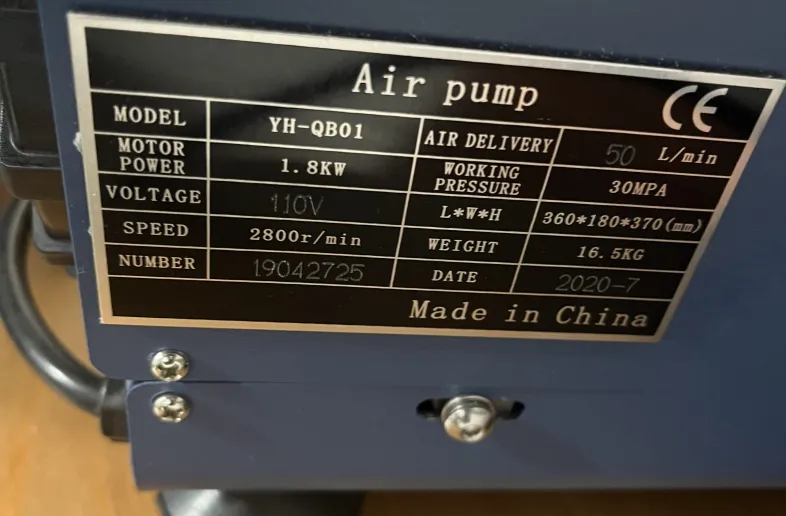 Air pump
CE
MODEL YH-QB01 AIR DELIVERY 50 L/min
MOTOR POWER 1.8KW WORKING PRESSURE 30MPA
VOLTAGE 110V L*W*H 360*180*370(mm)
SPEED 2800r/min WEIGHT 16.5KG
NUMBER 19042725 DATE 2020-7
Made in China